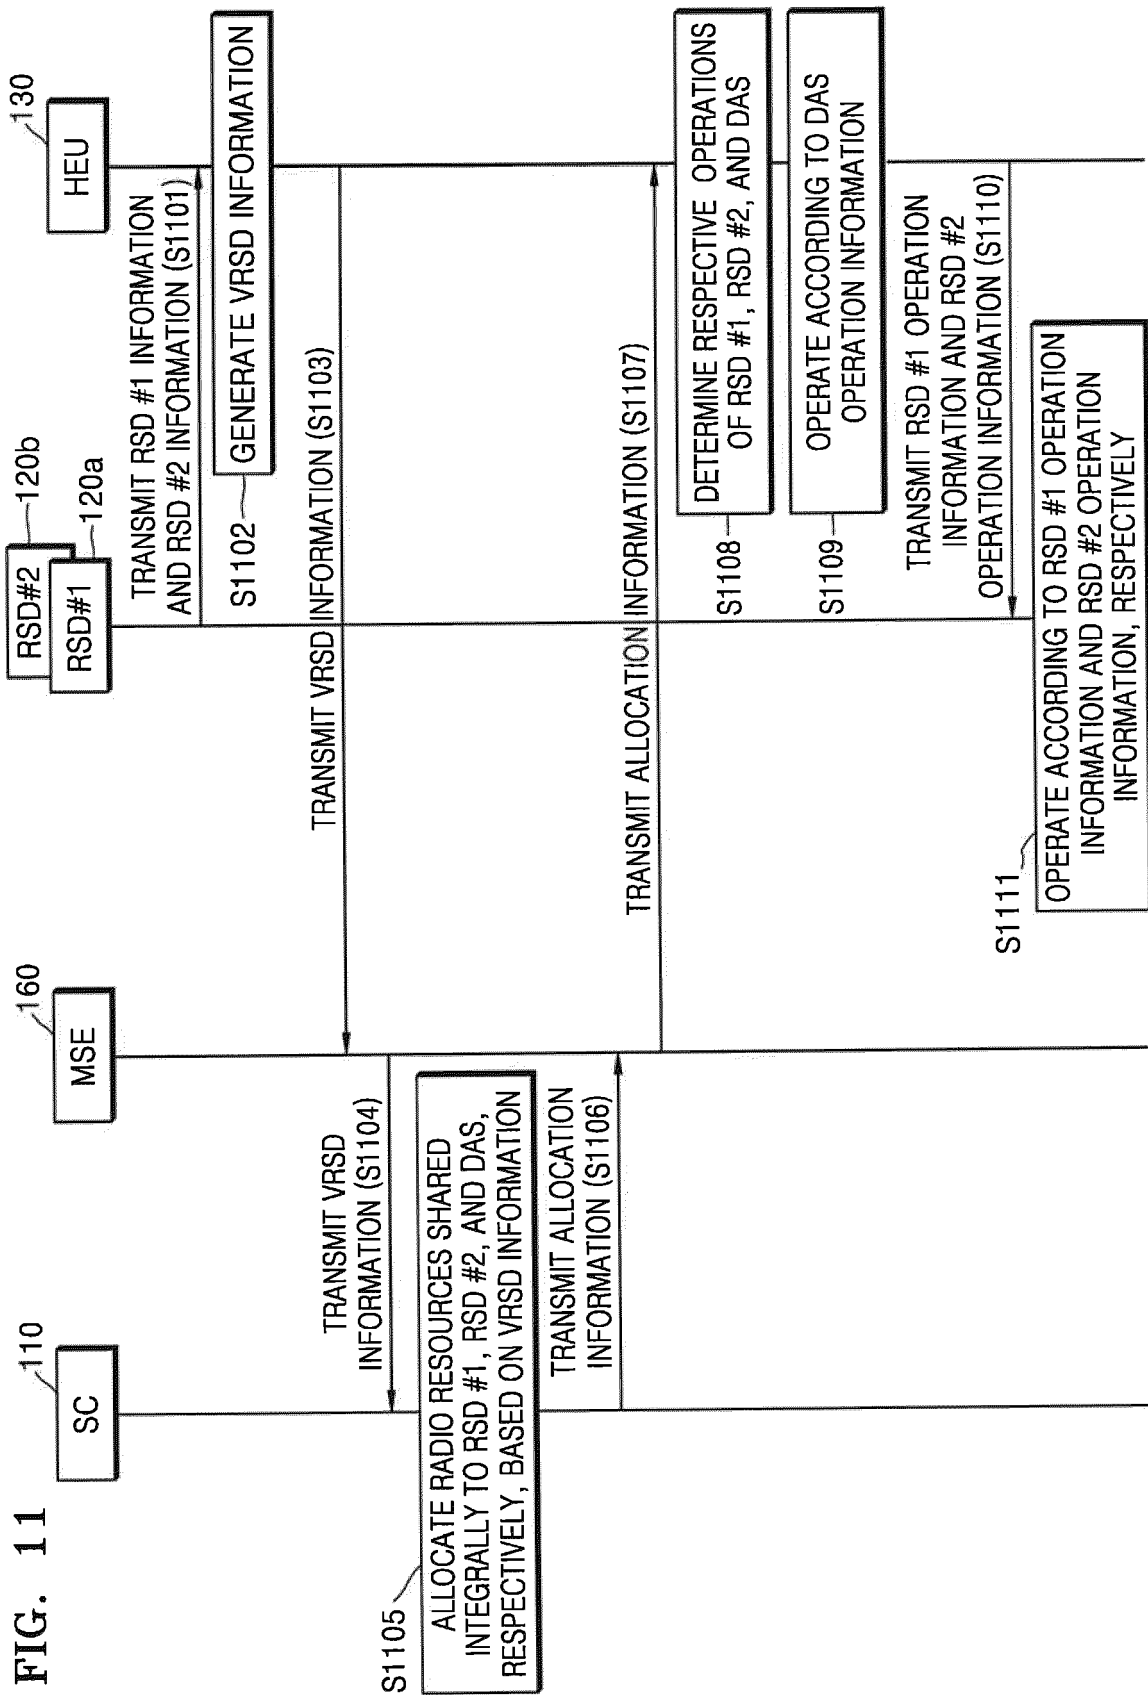 FIG. 11
SC
110
MSE
160
RSD#2
120b
RSD#1
120a
HEU
130
TRANSMIT RSD #1 INFORMATION
AND RSD #2 INFORMATION (S1101)
S1102
GENERATE VRSD INFORMATION
TRANSMIT VRSD INFORMATION (S1103)
TRANSMIT VRSD
INFORMATION (S1104)
S1105
ALLOCATE RADIO RESOURCES SHARED
INTEGRALLY TO RSD #1, RSD #2, AND DAS,
RESPECTIVELY, BASED ON VRSD INFORMATION
TRANSMIT ALLOCATION
INFORMATION (S1106)
TRANSMIT ALLOCATION INFORMATION (S1107)
S1108
DETERMINE RESPECTIVE OPERATIONS
OF RSD #1, RSD #2, AND DAS
S1109
OPERATE ACCORDING TO DAS
OPERATION INFORMATION
TRANSMIT RSD #1 OPERATION
INFORMATION AND RSD #2
OPERATION INFORMATION (S1110)
S1111
OPERATE ACCORDING TO RSD #1 OPERATION
INFORMATION AND RSD #2 OPERATION
INFORMATION, RESPECTIVELY